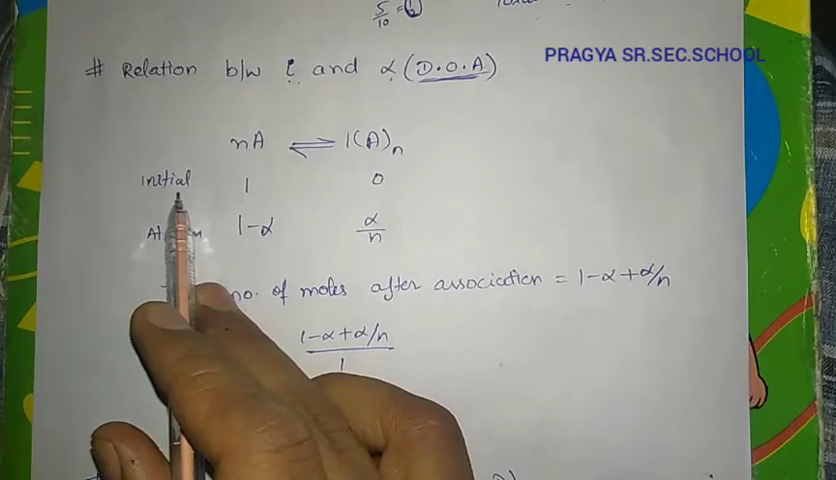 5/10 = 
PRAGYA SR.SEC.SCHOOL
# Relation b/w i and α (D.O.A)
nA ⇌ 1(A)n
Initial 1 0
1-α α/n
no. of moles after association = 1-α+α/n
1-α+α/n
1